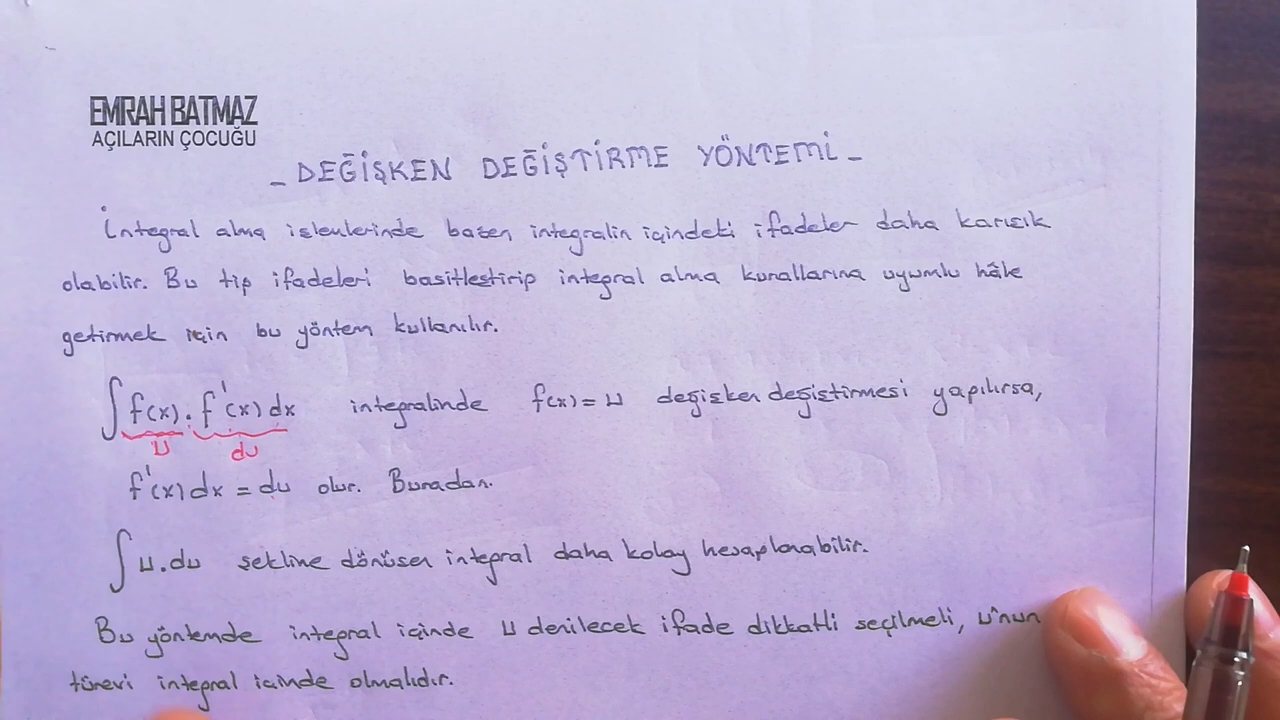 EMRAH BATMAZ
AÇILARIN ÇOCUĞU
- DEĞİŞKEN DEĞİŞTİRME YÖNTEMİ -
İntegral alma işlemlerinde bazen integralin içindeki ifadeler daha karışık
olabilir. Bu tip ifadeleri basitleştirip integral alma kurallarına uyumlu hâle
getirmek için bu yöntem kullanılır.
∫ f(x) . f'(x) dx integralinde f(x) = u değişken değiştirmesi yapılırsa,
u du
f'(x) dx = du olur. Buradan.
∫ u . du şekline dönüşen integral daha kolay hesaplanabilir.
Bu yöntemde integral içinde u denilecek ifade dikkatli seçilmeli, u'nun
türevi integral içinde olmalıdır.